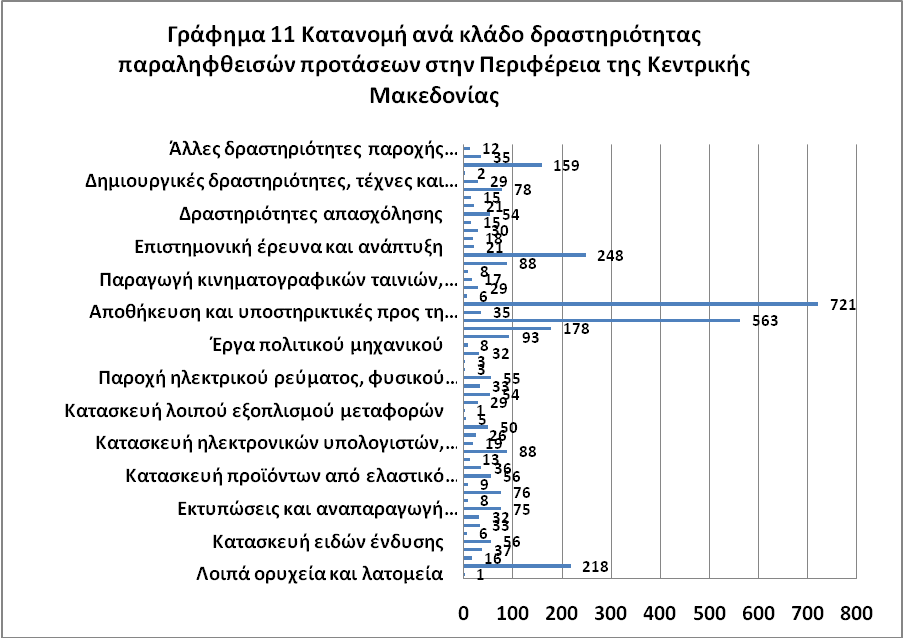 Γράφημα 11 Κατανομή ανά κλάδο δραστηριότητας
παραληφθεισών προτάσεων στην Περιφέρεια της Κεντρικής
Μακεδονίας
Άλλες δραστηριότητες παροχής... 12
35
159
2
Δημιουργικές δραστηριότητες, τέχνες και... 29
78
15
21
Δραστηριότητες απασχόλησης 54
15
30
18
Επιστημονική έρευνα και ανάπτυξη 21
248
88
8
Παραγωγή κινηματογραφικών ταινιών,... 17
29
6
721
Αποθήκευση και υποστηρικτικές προς τη... 35
563
178
93
Έργα πολιτικού μηχανικού 8
32
3
3
Παροχή ηλεκτρικού ρεύματος, φυσικού... 55
33
54
29
Κατασκευή λοιπού εξοπλισμού μεταφορών 1
5
50
26
Κατασκευή ηλεκτρονικών υπολογιστών,... 19
88
13
36
Κατασκευή προϊόντων από ελαστικό... 56
9
76
8
Εκτυπώσεις και αναπαραγωγή... 75
32
33
6
Κατασκευή ειδών ένδυσης 56
37
16
218
Λοιπά ορυχεία και λατομεία 1
0 100 200 300 400 500 600 700 800